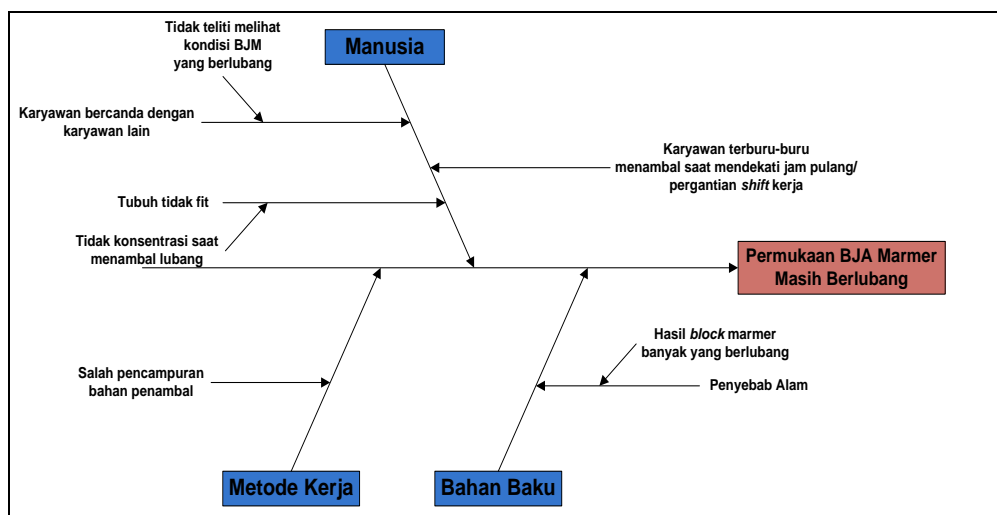 Tidak teliti melihat
kondisi BJM
yang berlubang
Manusia
Karyawan bercanda dengan
karyawan lain
Karyawan terburu-buru
menambal saat mendekati jam pulang/
pergantian shift kerja
Tubuh tidak fit
Tidak konsentrasi saat
menambal lubang
Permukaan BJA Marmer
Masih Berlubang
Hasil block marmer
banyak yang berlubang
Salah pencampuran
bahan penambal
Penyebab Alam
Metode Kerja
Bahan Baku